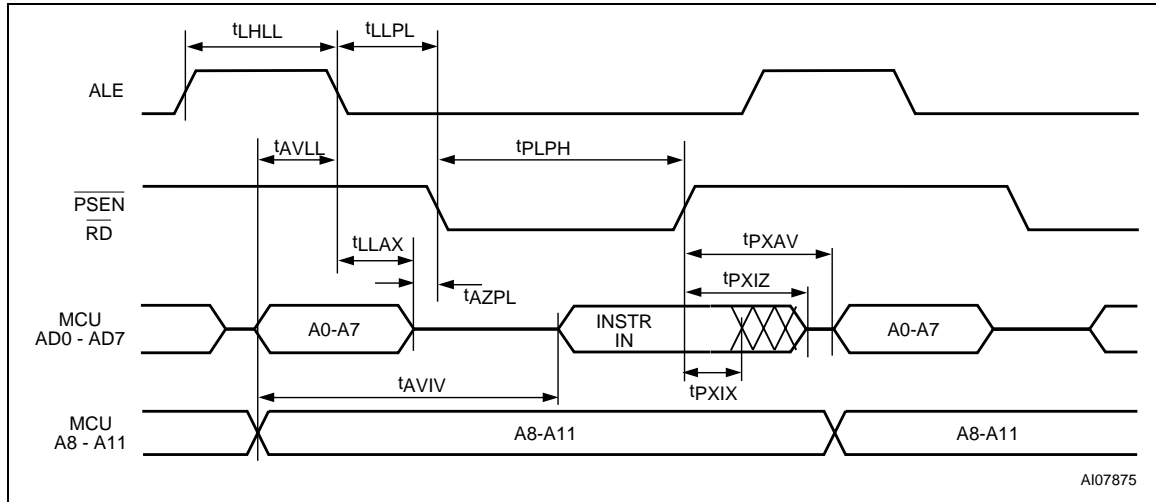 tLHLL
tLLPL
ALE
tAVLL
tPLPH
PSEN
RD
tLLAX
tPXAV
tPXIZ
tAZPL
MCU
AD0 - AD7
A0-A7
INSTR
IN
A0-A7
tAVIV
tPXIX
MCU
A8 - A11
A8-A11
A8-A11
AI07875